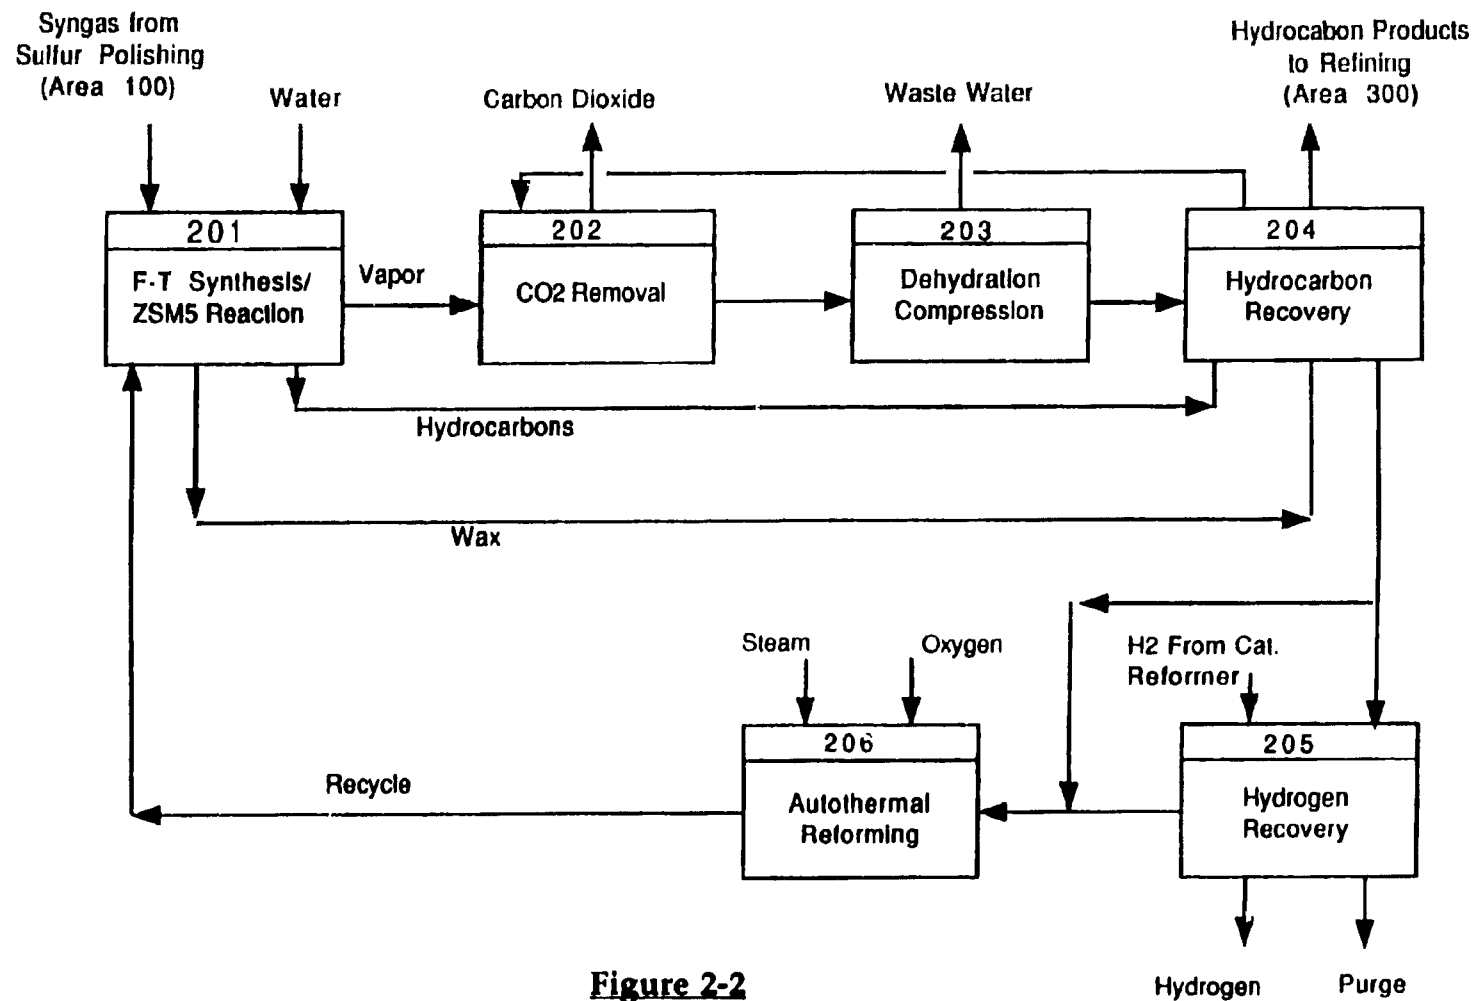 Syngas from
Sulfur Polishing
(Area 100)
Water
Carbon Dioxide
Waste Water
Hydrocabon Products
to Refining
(Area 300)
201
F-T Synthesis/
ZSM5 Reaction
Vapor
202
CO2 Removal
203
Dehydration
Compression
204
Hydrocarbon
Recovery
Hydrocarbons
Wax
Steam
Oxygen
H2 From Cat.
Reformer
206
Autothermal
Reforming
205
Hydrogen
Recovery
Recycle
Hydrogen
Purge
Figure 2-2